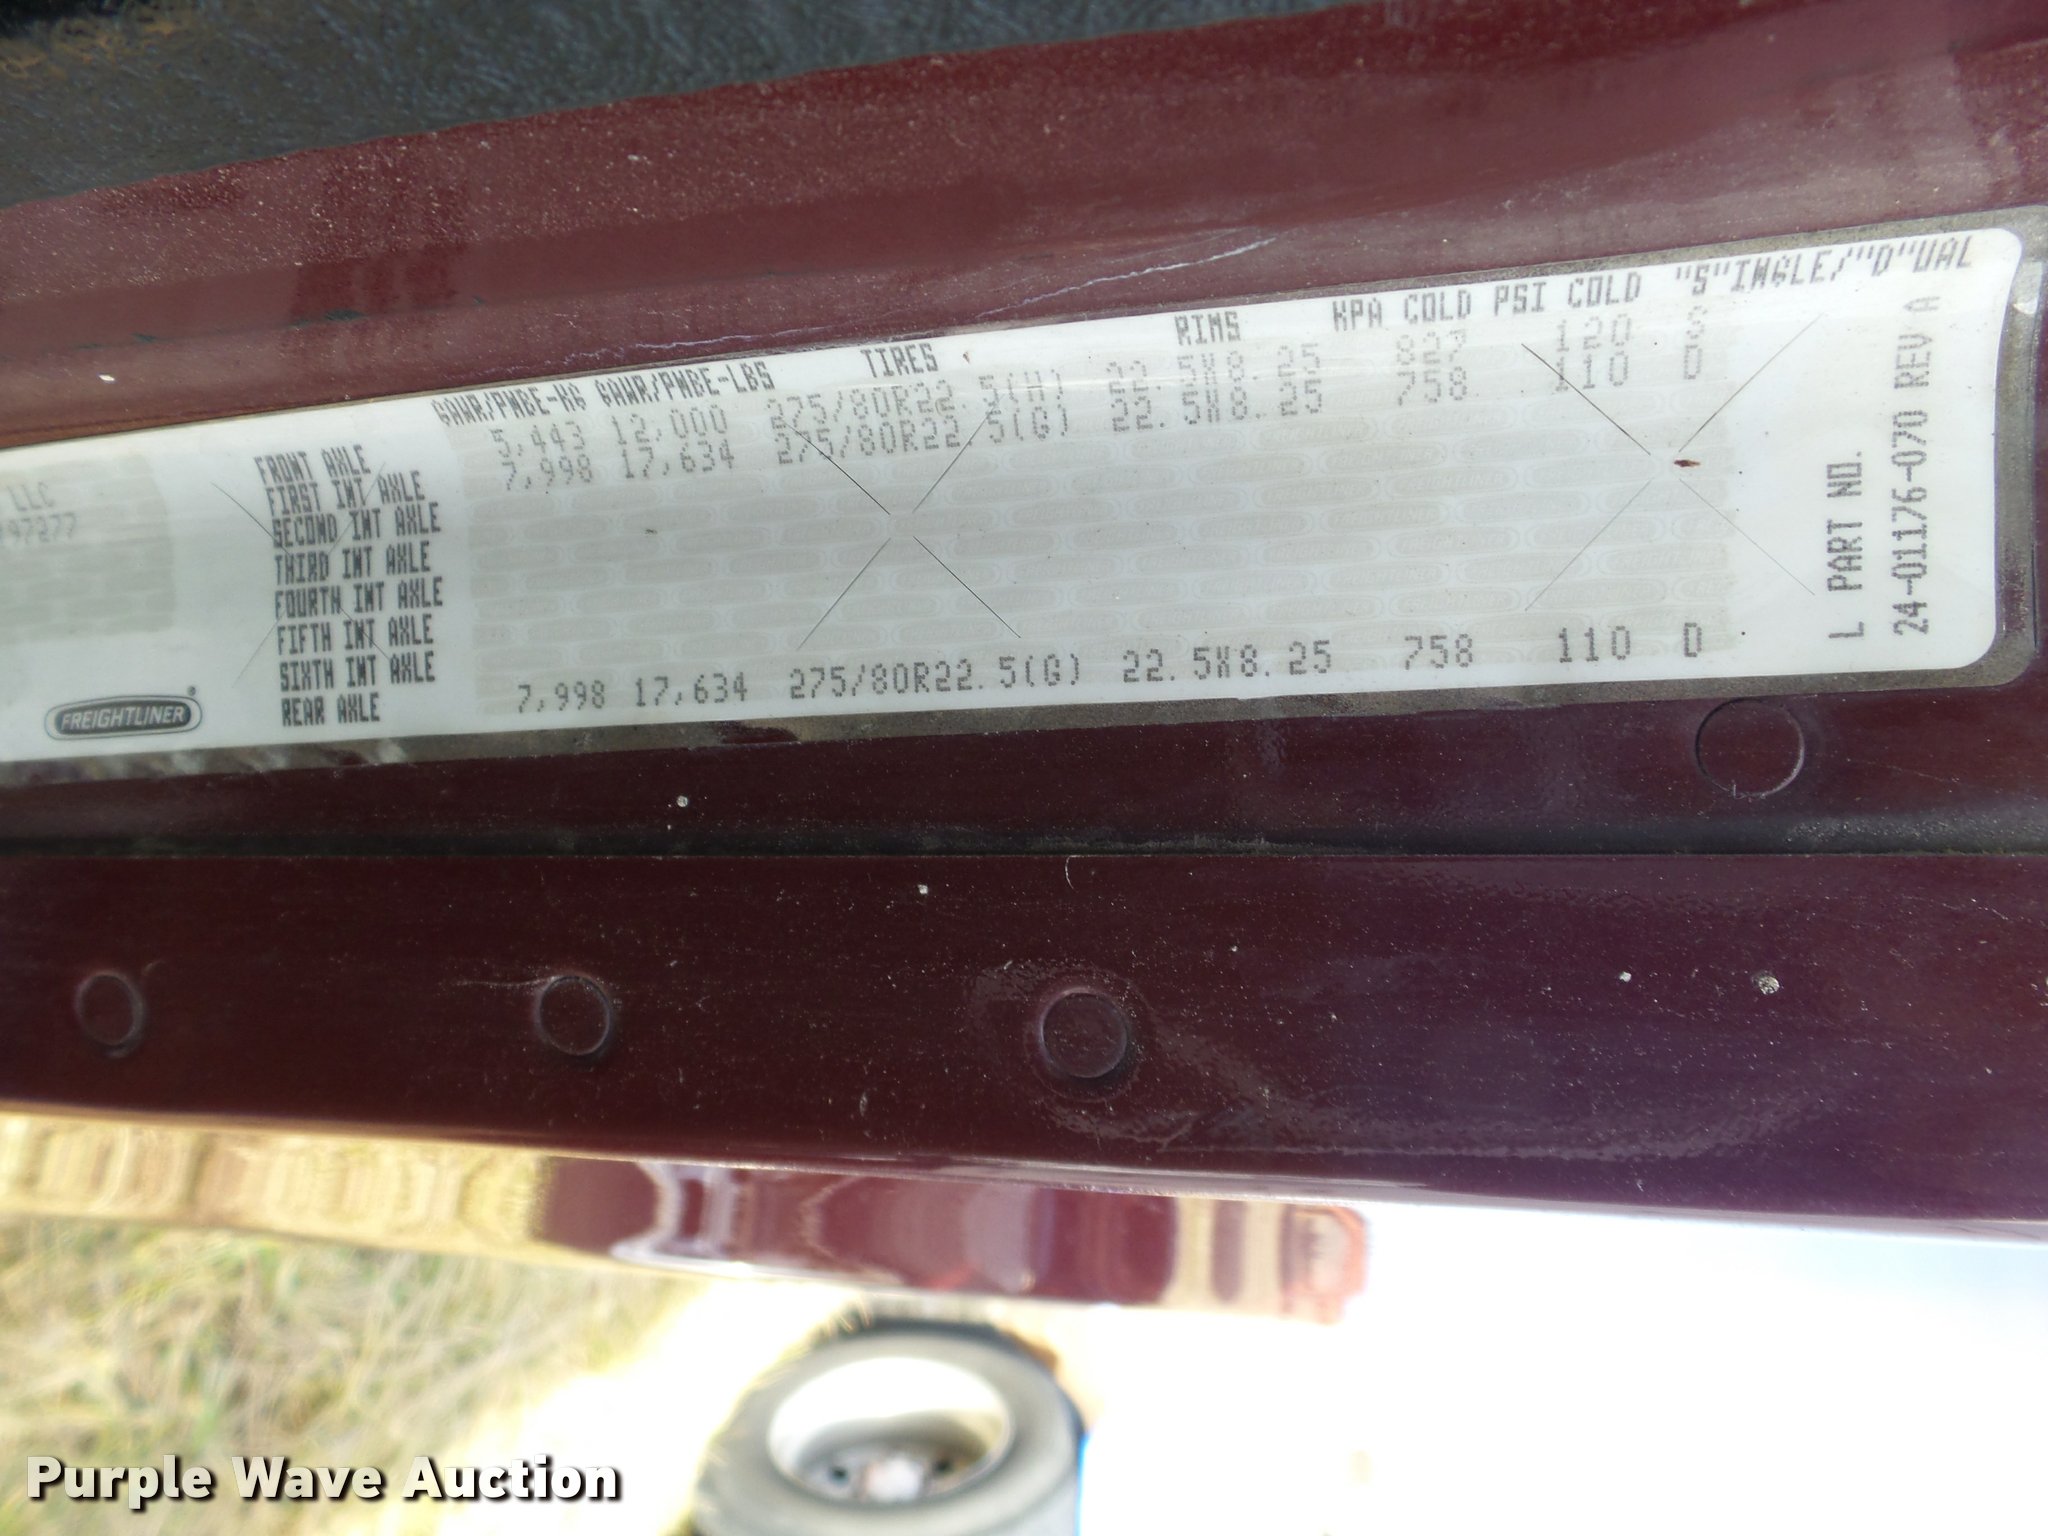 GAWR/PNBE-KG GAWR/PNBE-LBS TIRES RIMS KPA COLD PSI COLD "S"INGLE/"D"UAL
FRONT AXLE 5,443 12,000 275/80R22.5(H) 22.5X8.25 827 120 S
FIRST INT AXLE 7,998 17,634 275/80R22.5(G) 22.5X8.25 758 110 D
SECOND INT AXLE
THIRD INT AXLE
FOURTH INT AXLE
FIFTH INT AXLE
SIXTH INT AXLE
REAR AXLE 7,998 17,634 275/80R22.5(G) 22.5X8.25 758 110 D
LLC
97277
FREIGHTLINER®
L PART NO.
24-01176-070 REV A
Purple Wave Auction